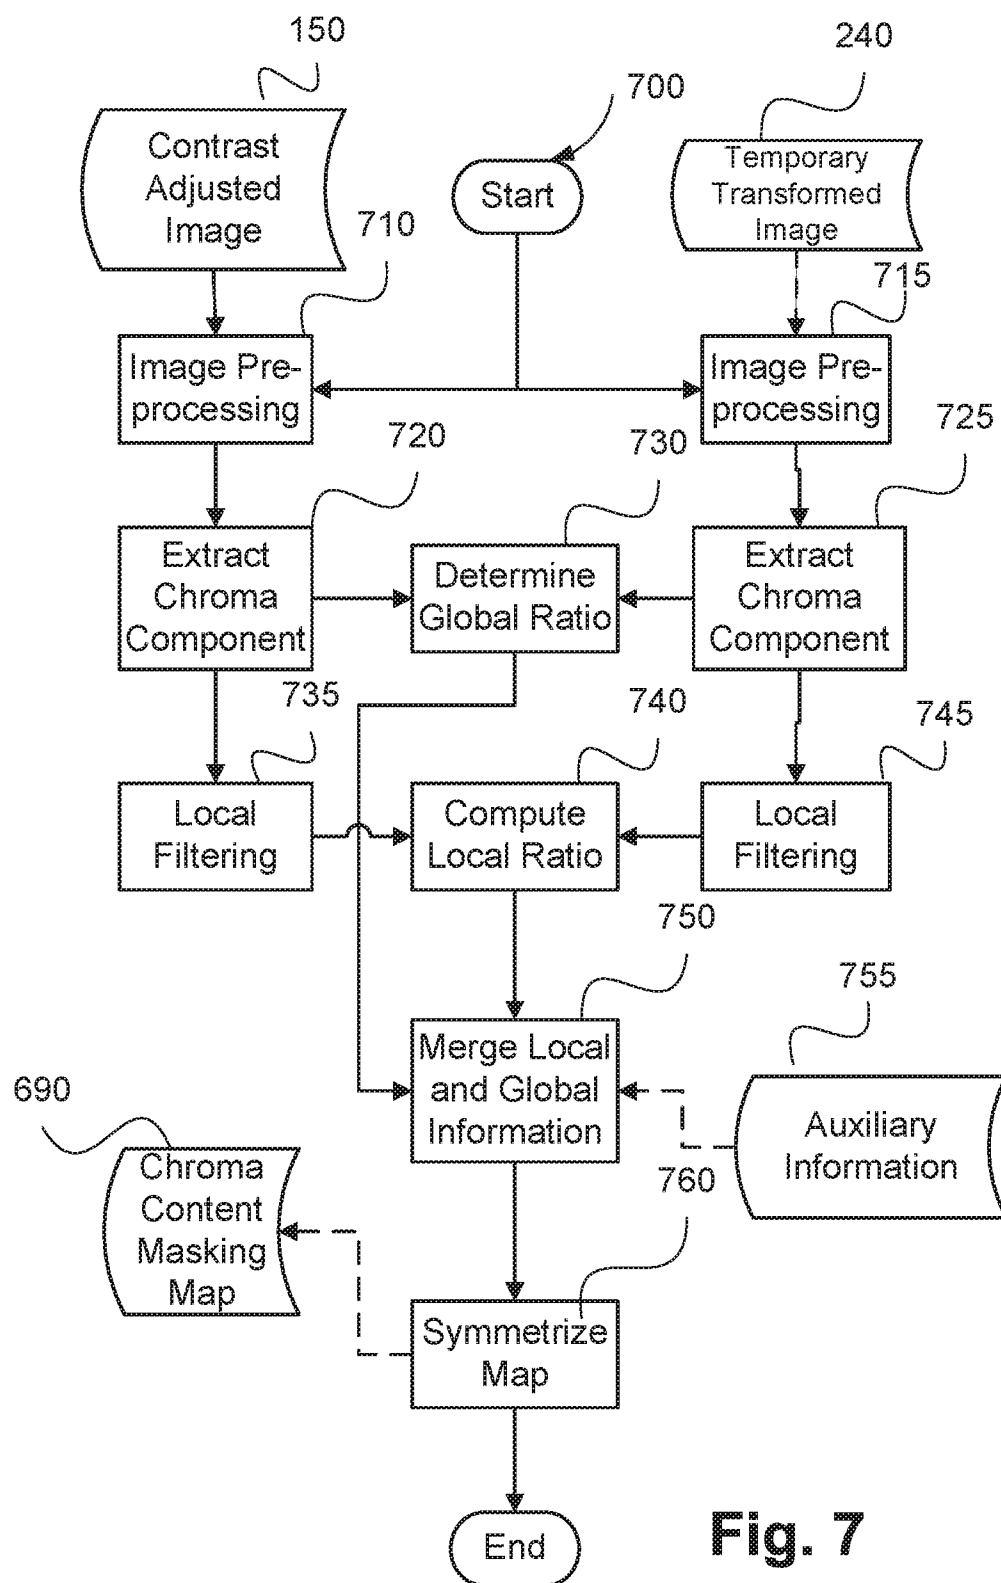 150
240
700
Contrast
Adjusted
Image
Start
Temporary
Transformed
Image
710
715
Image Pre-
processing
Image Pre-
processing
720
730
725
Extract
Chroma
Component
Determine
Global Ratio
Extract
Chroma
Component
735
740
745
Local
Filtering
Compute
Local Ratio
Local
Filtering
750
755
Merge Local
and Global
Information
690
Auxiliary
Information
Chroma
Content
Masking
Map
760
Symmetrize
Map
End
Fig. 7